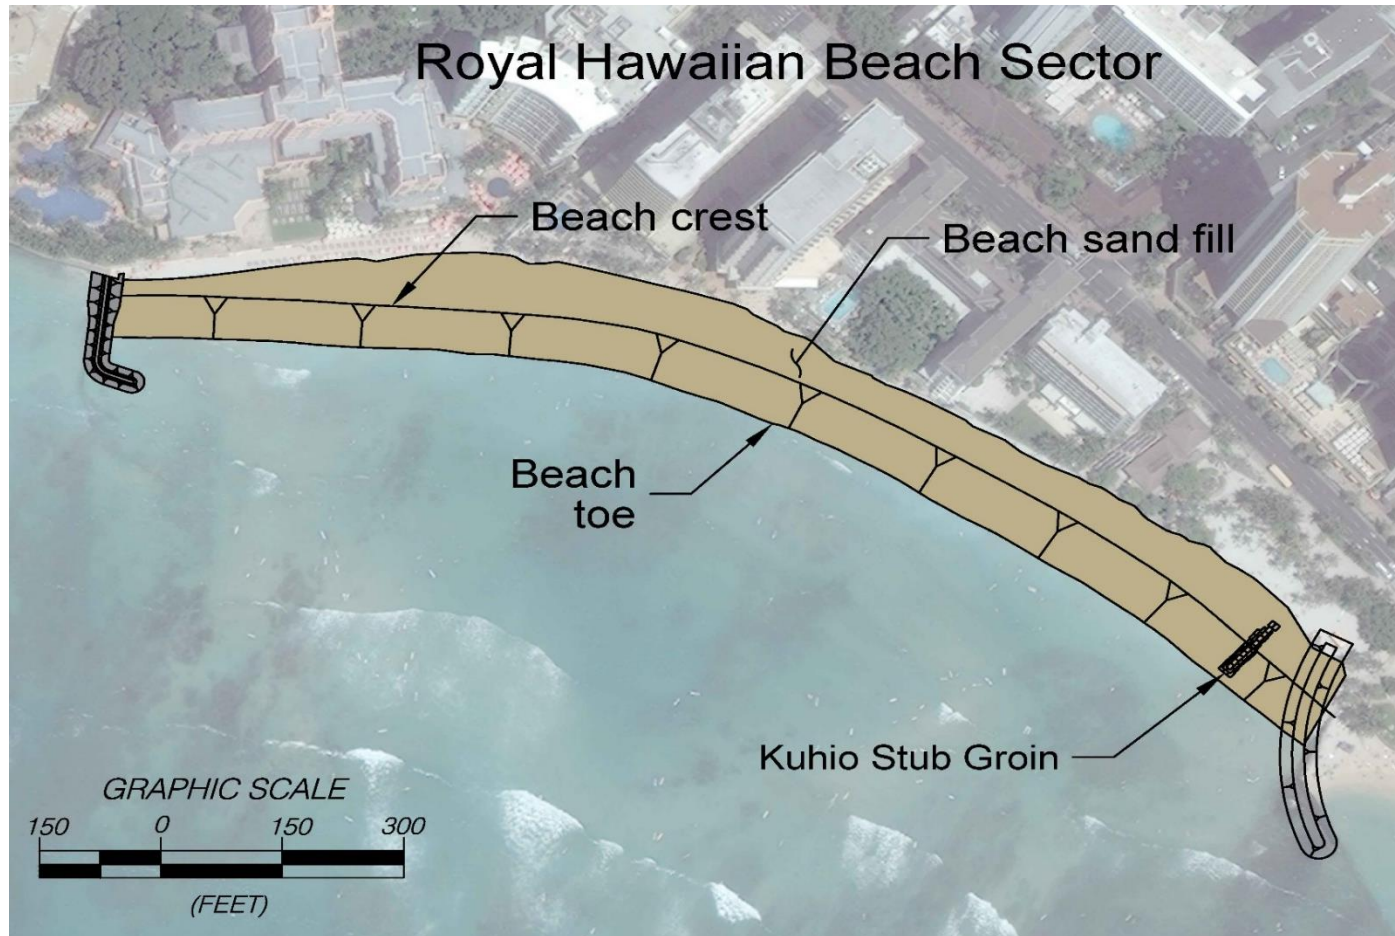 Royal Hawaiian Beach Sector
Beach crest
Beach sand fill
Beach
toe
Kuhio Stub Groin
GRAPHIC SCALE
150 0 150 300
(FEET)